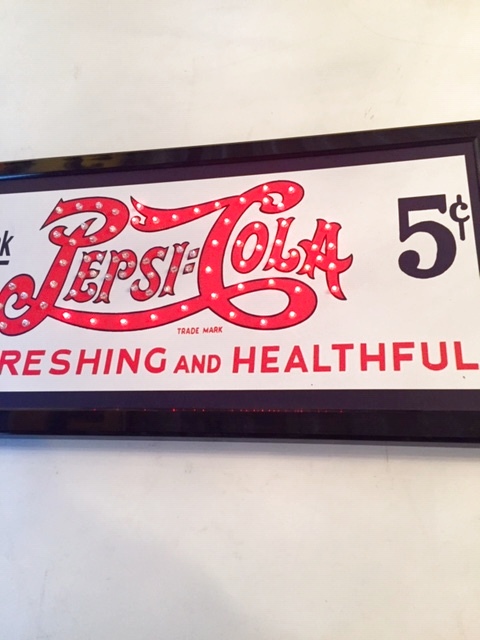 k PEPSI:COLA 5¢
TRADE MARK
RESHING AND HEALTHFUL